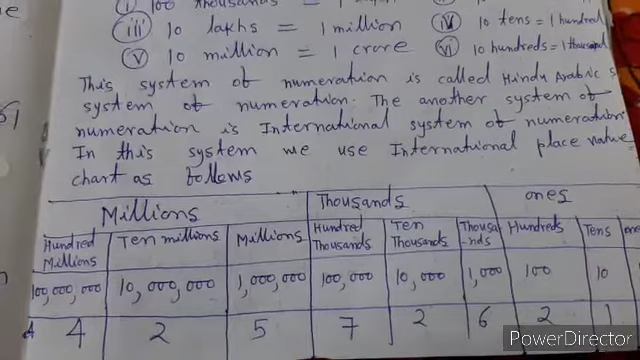 (i) 100 thousands =
(iii) 10 lakhs = 1 million (iv) 10 tens = 1 hundred
(v) 10 million = 1 crore (vi) 10 hundreds = 1 thousand
This system of numeration is called Hindu Arabic s
system of numeration. The another system of
numeration is International system of numeration
In this system we use International place value
chart as follows
Millions Thousands ones
Hundred Millions Ten millions Millions Hundred Thousands Ten Thousands Thousa-nds Hundreds Tens one
100,000,000 10,000,000 1,000,000 100,000 10,000 1,000 100 10
4 2 5 7 2 6 2 1
PowerDirector